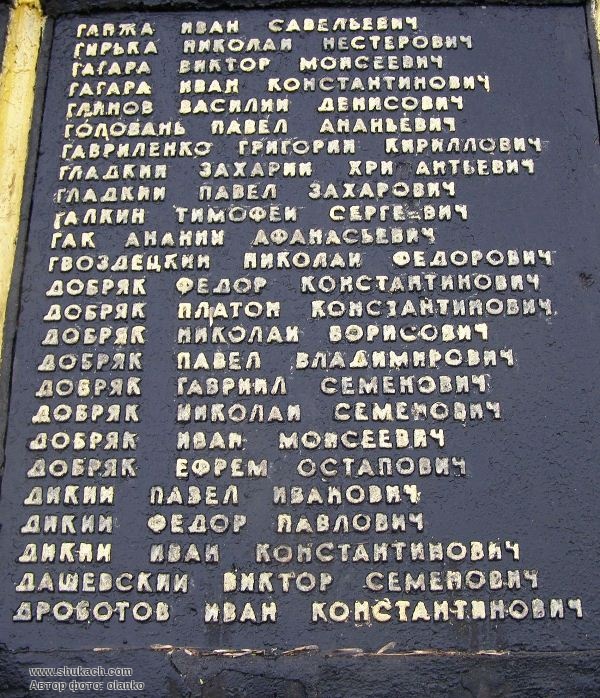 ГАНЖА ИВАН САВЕЛЬЕВИЧ
ГИРЬКА НИКОЛАЙ НЕСТЕРОВИЧ
ГАГАРА ВИКТОР МОИСЕЕВИЧ
ГАГАРА ИВАН КОНСТАНТИНОВИЧ
ГЛИНОВ ВАСИЛИЙ ДЕНИСОВИЧ
ГОЛОВАНЬ ПАВЕЛ АНАНЬЕВИЧ
ГАВРИЛЕНКО ГРИГОРИЙ КИРИЛЛОВИЧ
ГЛАДКИЙ ЗАХАРИЙ ХРИ АНТЬЕВИЧ
ГЛАДКИЙ ПАВЕЛ ЗАХАРОВИЧ
ГАЛКИН ТИМОФЕЙ СЕРГЕЕВИЧ
ГАК АНАНИЙ АФАНАСЬЕВИЧ
ГВОЗДЕЦКИЙ НИКОЛАЙ ФЕДОРОВИЧ
ДОБРЯК ФЕДОР КОНСТАНТИНОВИЧ
ДОБРЯК ПЛАТОН КОНСТАНТИНОВИЧ
ДОБРЯК НИКОЛАЙ БОРИСОВИЧ
ДОБРЯК ПАВЕЛ ВЛАДИМИРОВИЧ
ДОБРЯК ГАВРИИЛ СЕМЕНОВИЧ
ДОБРЯК НИКОЛАЙ СЕМЕНОВИЧ
ДОБРЯК ИВАН МОИСЕЕВИЧ
ДОБРЯК ЕФРЕМ ОСТАПОВИЧ
ДИКИЙ ПАВЕЛ ИВАНОВИЧ
ДИКИЙ ФЕДОР ПАВЛОВИЧ
ДИКИЙ ИВАН КОНСТАНТИНОВИЧ
ДАШЕВСКИЙ ВИКТОР СЕМЕНОВИЧ
ДРОБОТОВ ИВАН КОНСТАНТИНОВИЧ
www.shukach.com
Автор фото: olanko